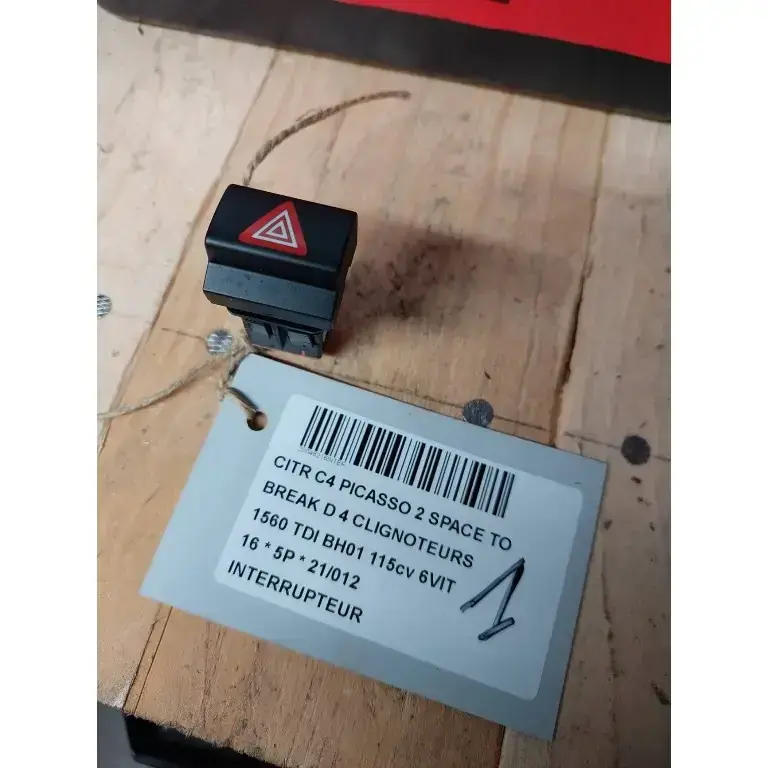 CITR C4 PICASSO 2 SPACE TO
BREAK D 4 CLIGNOTEURS
1560 TDI BH01 115cv 6VIT
16 * 5P * 21/012
INTERRUPTEUR
1